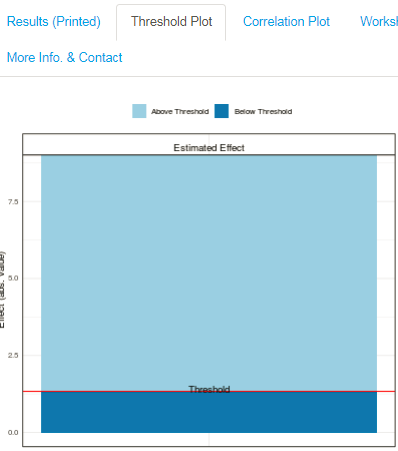 Results (Printed) Threshold Plot Correlation Plot
More Info. & Contact
Above Threshold Below Threshold
Estimated Effect
7.5
5.0
Effect (abs. value)
2.5
Threshold
0.0